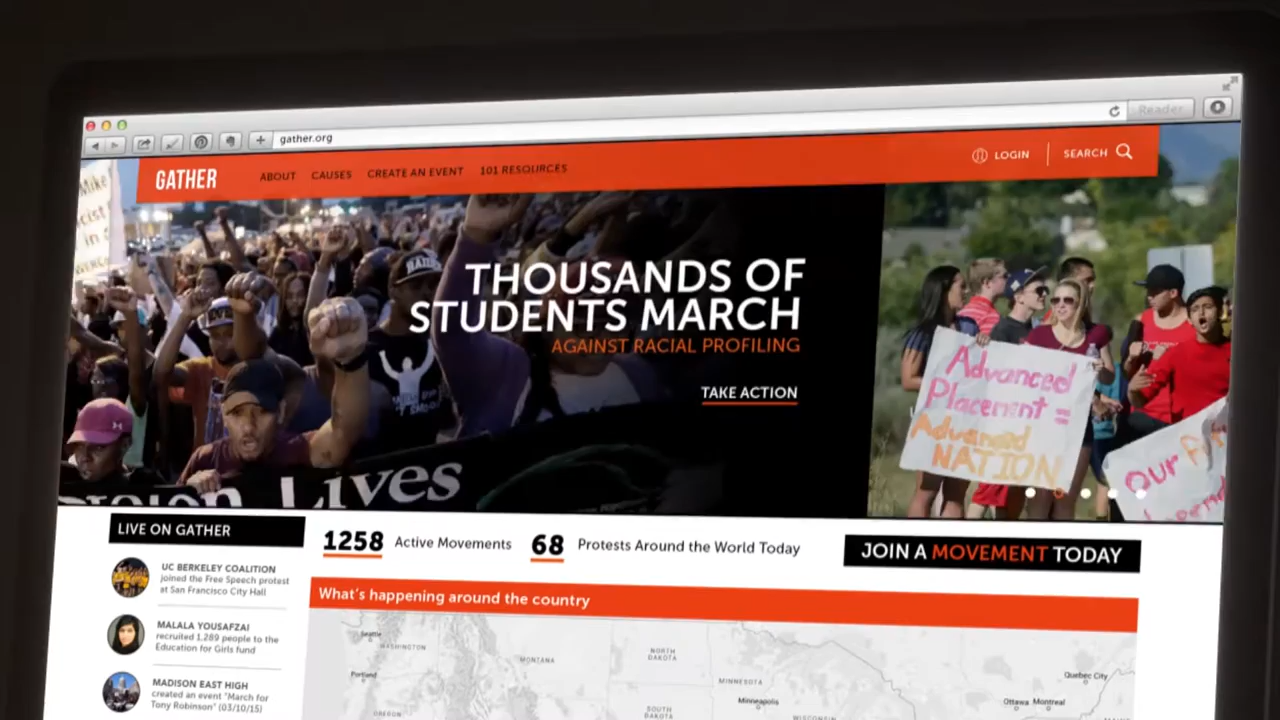 gather.org
Reader
GATHER
ABOUT
CAUSES
CREATE AN EVENT
101 RESOURCES
LOGIN
SEARCH
Mike
in
THOUSANDS OF
STUDENTS MARCH
AGAINST RACIAL PROFILING
TAKE ACTION
Lives
Advanced
Placement =
Advanced
NATION
our
LIVE ON GATHER
UC BERKELEY COALITION
joined the Free Speech protest
at San Francisco City Hall
MALALA YOUSAFZAI
recruited 1,289 people to the
Education for Girls fund
MADISON EAST HIGH
created an event "March for
Tony Robinson" (03/10/15)
1258 Active Movements
68 Protests Around the World Today
JOIN A MOVEMENT TODAY
What's happening around the country
Seattle
WASHINGTON
MONTANA
NORTH
DAKOTA
Portland
MINNESOTA
Quebec City
Minneapolis
Ottawa
Montreal
OREGON
SOUTH
DAKOTA
WISCONSIN